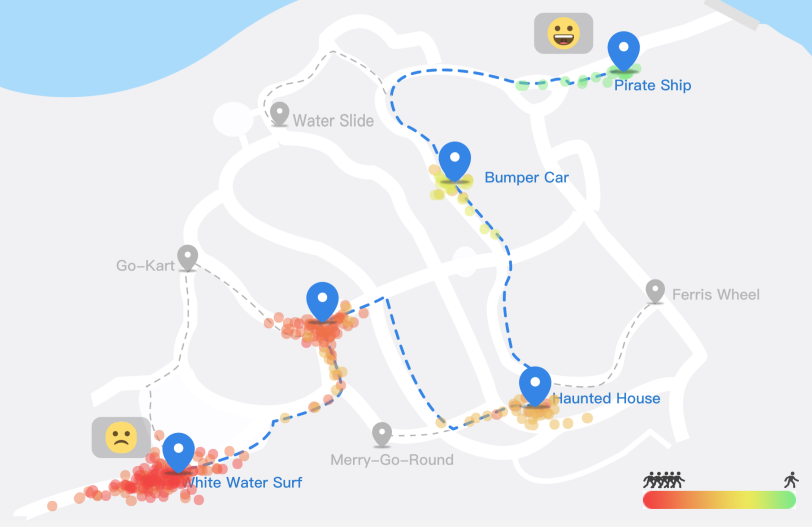 Pirate Ship
Water Slide
Bumper Car
Go-Kart
Ferris Wheel
Haunted House
Merry-Go-Round
White Water Surf